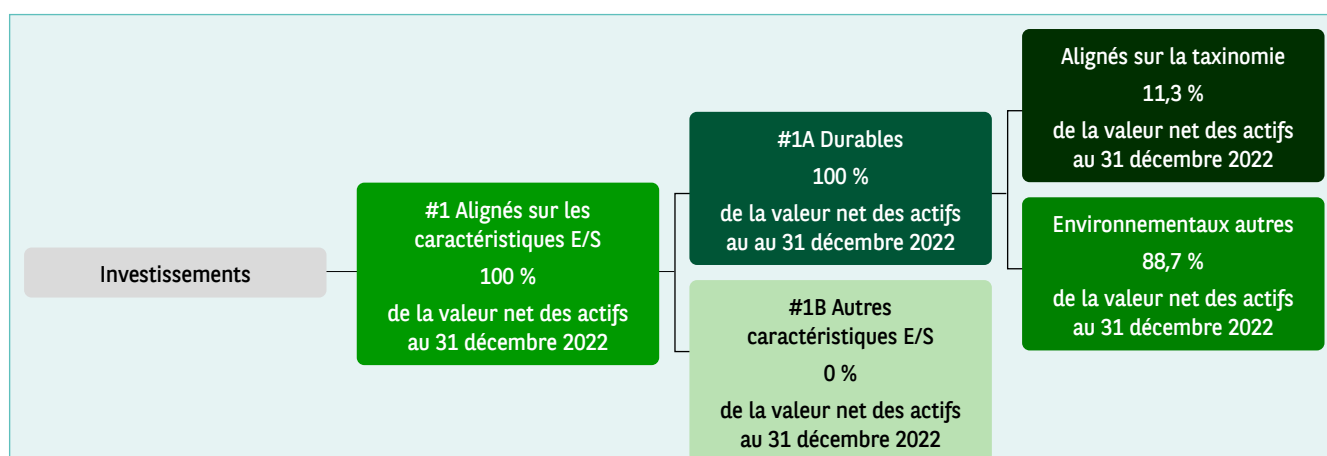 Investissements
#1 Alignés sur les
caractéristiques E/S
100 %
de la valeur net des actifs
au 31 décembre 2022
#1A Durables
100 %
de la valeur net des actifs
au au 31 décembre 2022
#1B Autres
caractéristiques E/S
0 %
de la valeur net des actifs
au 31 décembre 2022
Alignés sur la taxinomie
11,3 %
de la valeur net des actifs
au 31 décembre 2022
Environnementaux autres
88,7 %
de la valeur net des actifs
au 31 décembre 2022